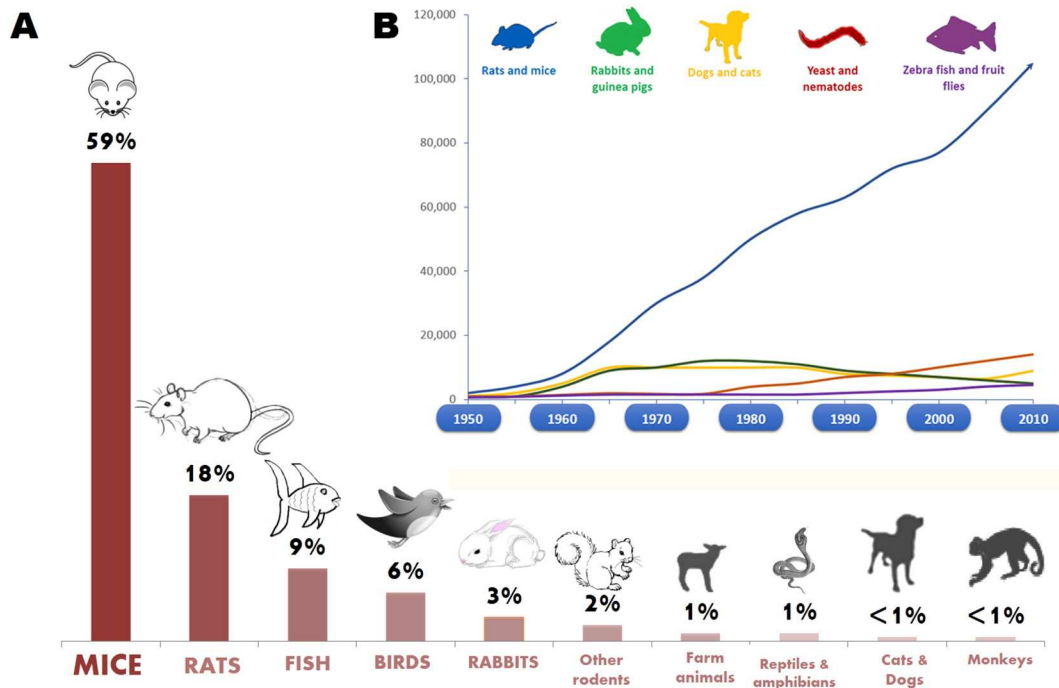 A
59%
MICE
18%
RATS
9%
FISH
6%
BIRDS
3%
RABBITS
2%
Other
rodents
1%
Farm
animals
1%
Reptiles &
amphibians
<1%
Cats &
Dogs
<1%
Monkeys
B
120,000
100,000
80,000
60,000
40,000
20,000
0
Rats and mice
Rabbits and
guinea pigs
Dogs and cats
Yeast and
nematodes
Zebra fish and fruit
flies
1950
1960
1970
1980
1990
2000
2010